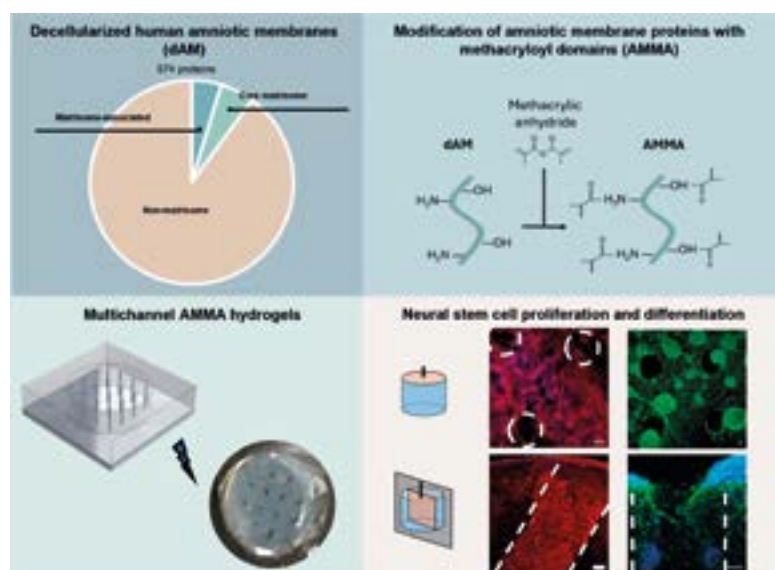 Decellularized human amniotic membranes
(dAM)
574 proteins
Core matrisome
Matrisome-associated
Non-matrisome
Modification of amniotic membrane proteins with
methacryloyl domains (AMMA)
Methacrylic
anhydride
dAM
AMMA
OH
H₂N
OH
H₂N
O
O
OH
O
H₂N
O
OH
O
H₂N
O
Multichannel AMMA hydrogels
Neural stem cell proliferation and differentiation